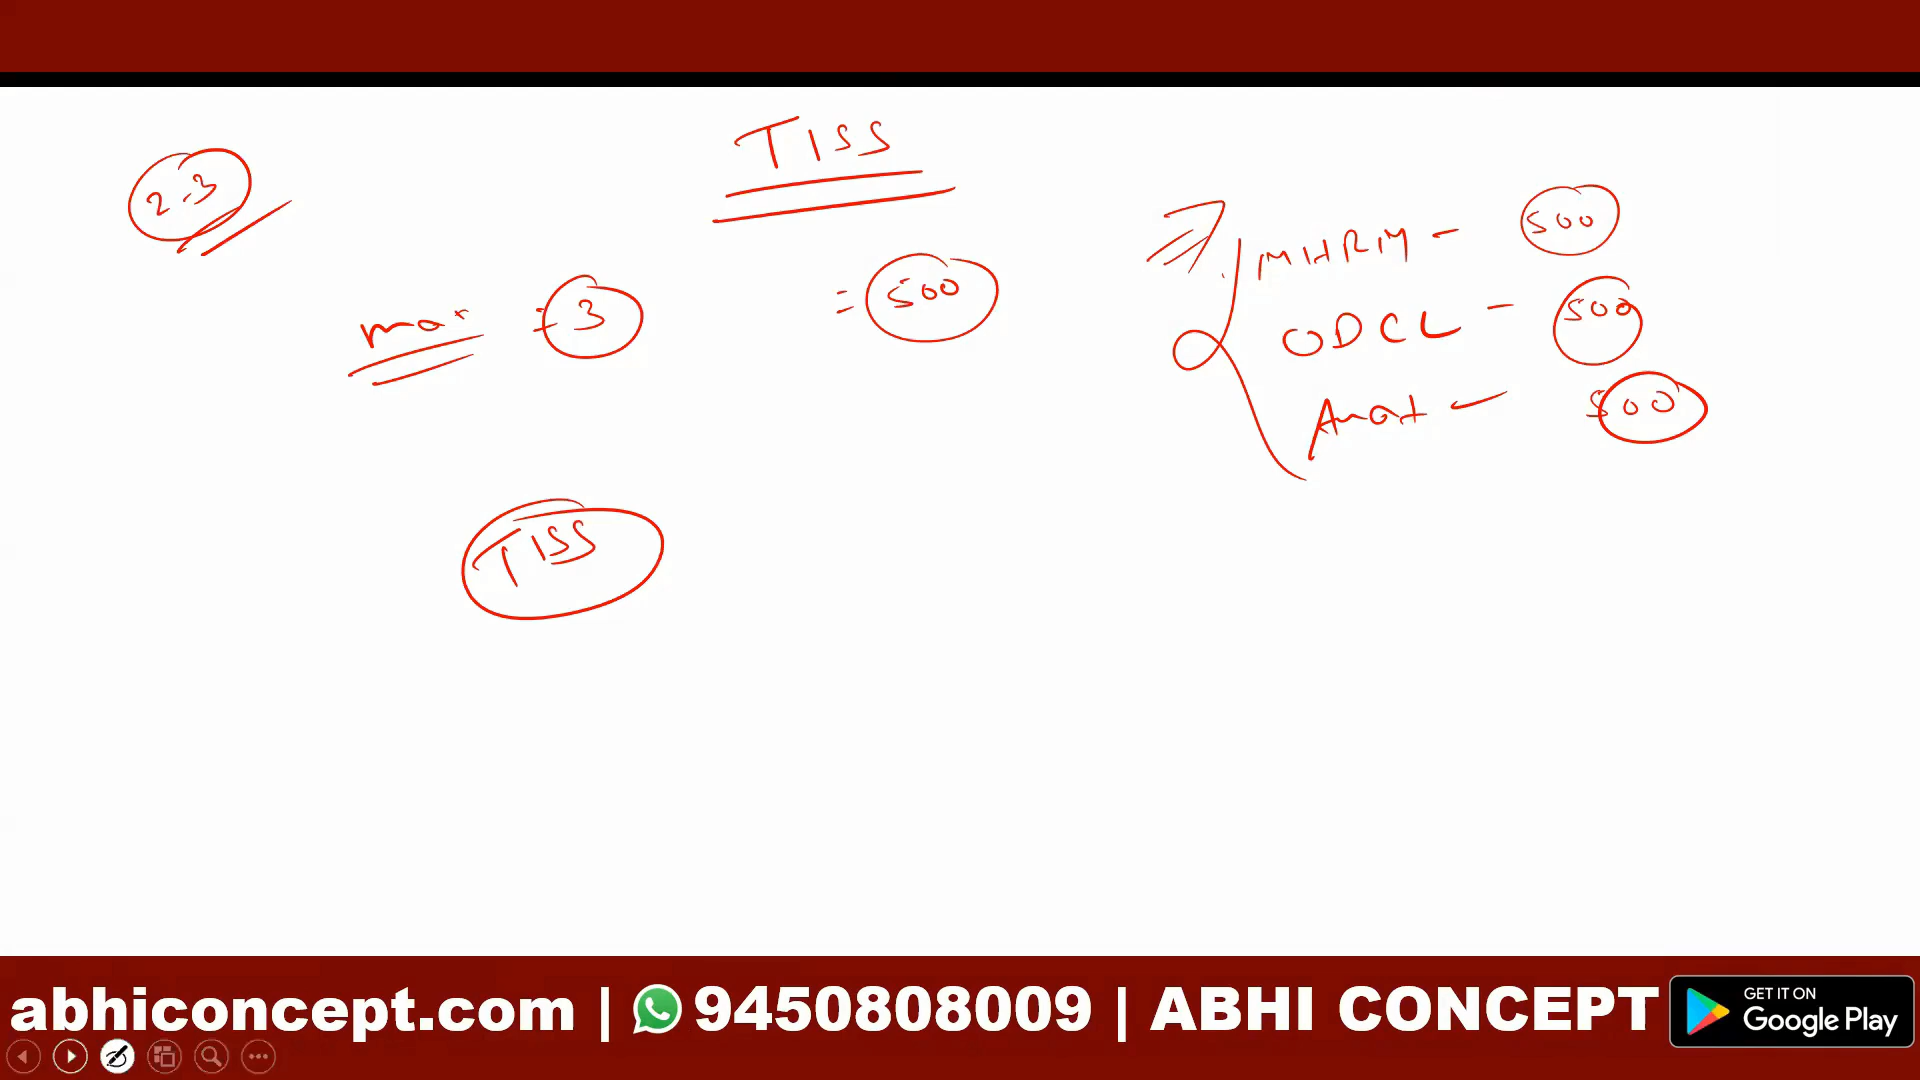 TISS
2-3
MHRM - 500
max = 3 = 500
ODCL - 500
- 500
TISS
abhiconcept.com | 9450808009 | ABHI CONCEPT
GET IT ON
Google Play